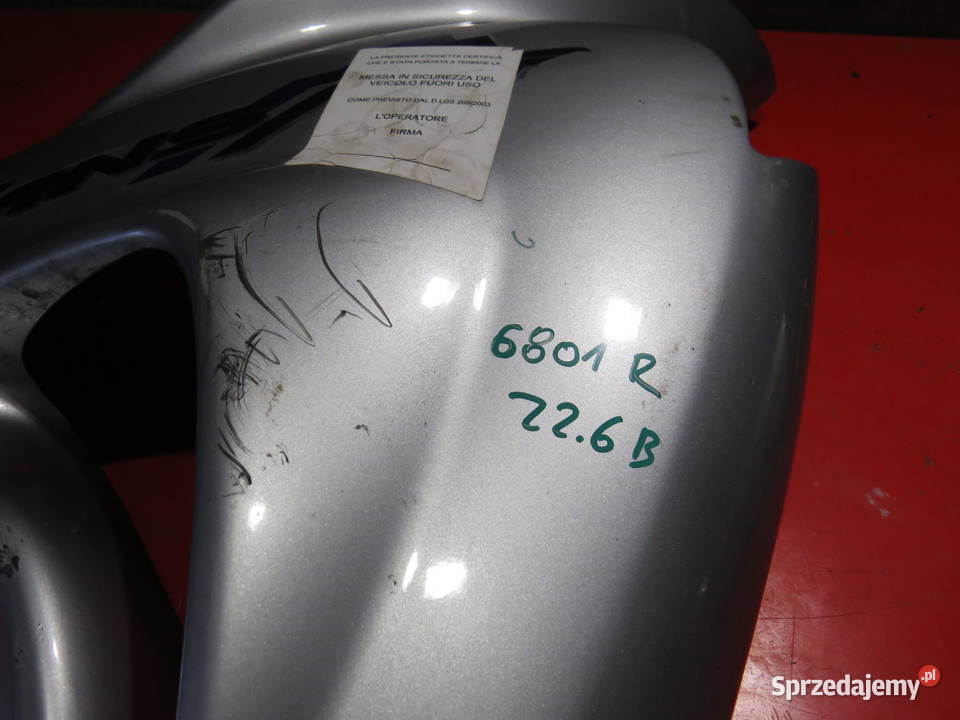 LA PRESENTE ETICHETTA CERTIFICA
CHE È STATA PORTATA A TERMINE LA
MESSA IN SICUREZZA DEL
VEICOLO FUORI USO
COME PREVISTO DAL D.LGS 209/2003
L'OPERATORE
FIRMA
6801 R
22.6 B
Sprzedajemy.pl